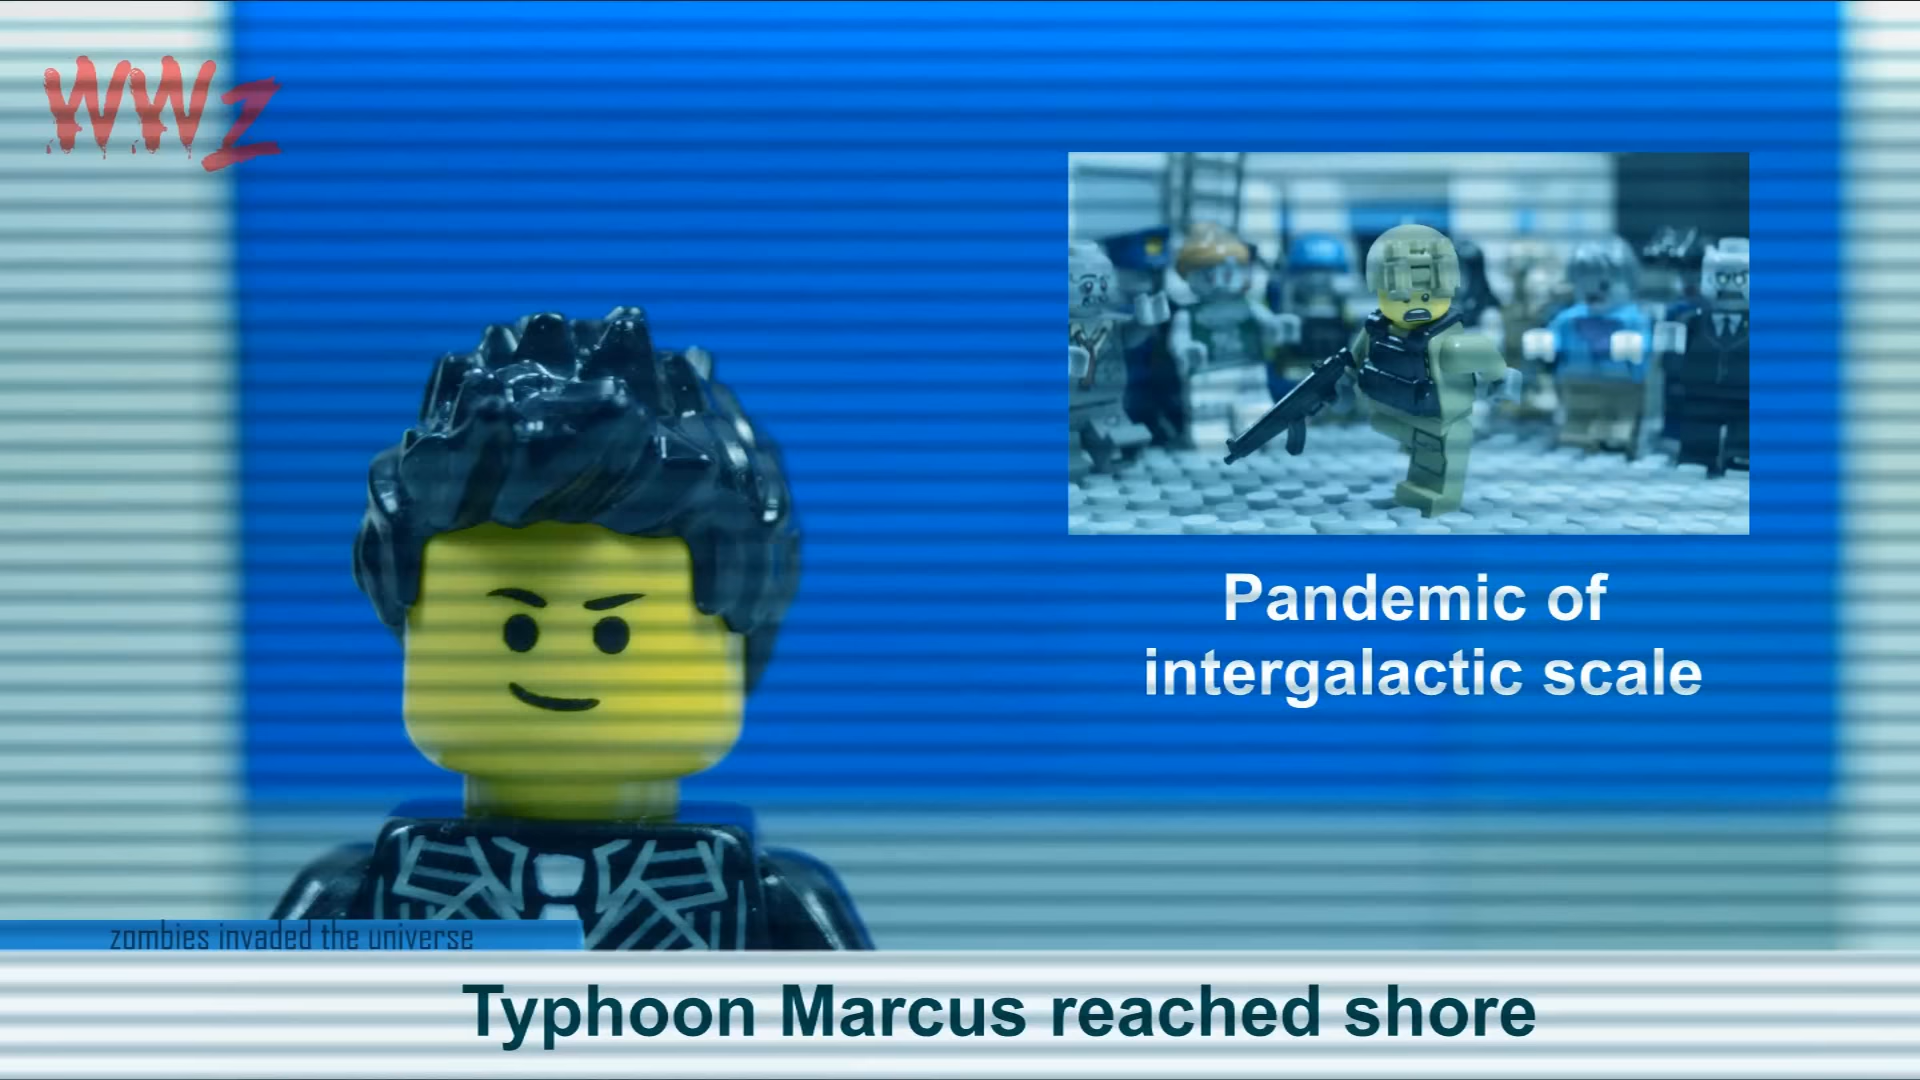 WWZ
Pandemic of
intergalactic scale
zombies invaded the universe
Typhoon Marcus reached shore